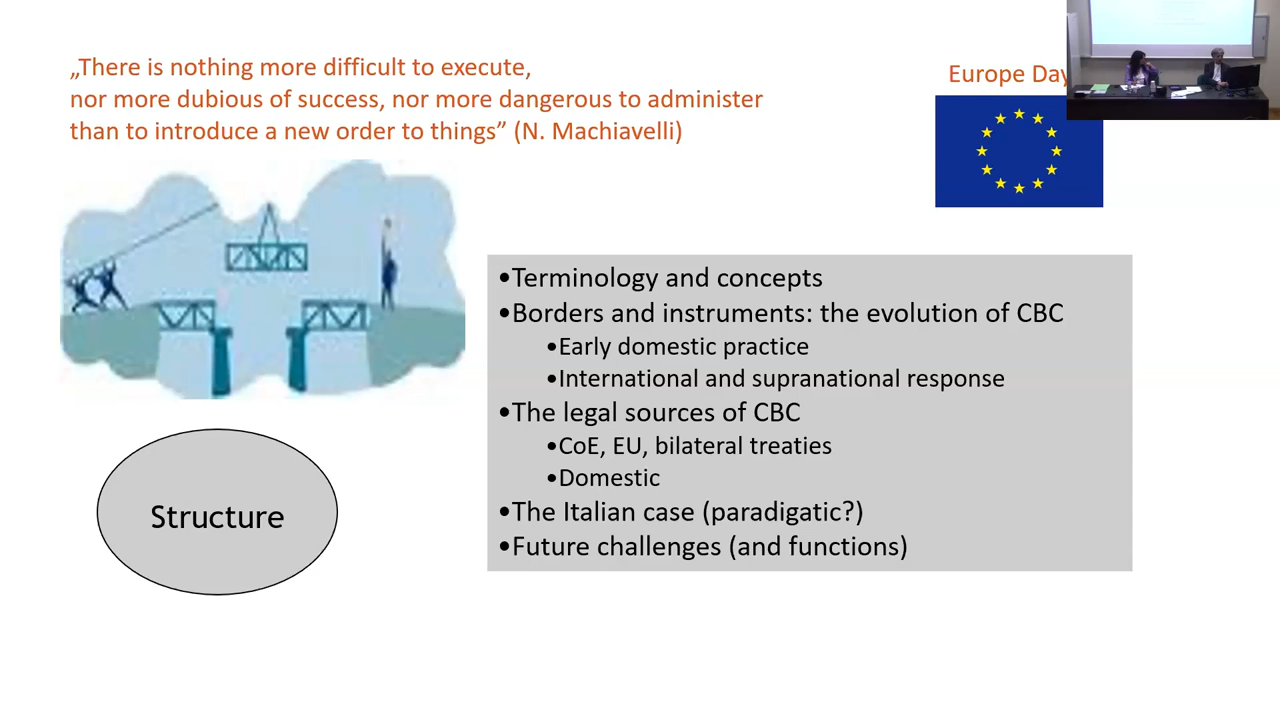 „There is nothing more difficult to execute,
nor more dubious of success, nor more dangerous to administer
than to introduce a new order to things” (N. Machiavelli)
Europe Day
•Terminology and concepts
•Borders and instruments: the evolution of CBC
•Early domestic practice
•International and supranational response
•The legal sources of CBC
•CoE, EU, bilateral treaties
•Domestic
•The Italian case (paradigatic?)
•Future challenges (and functions)
Structure